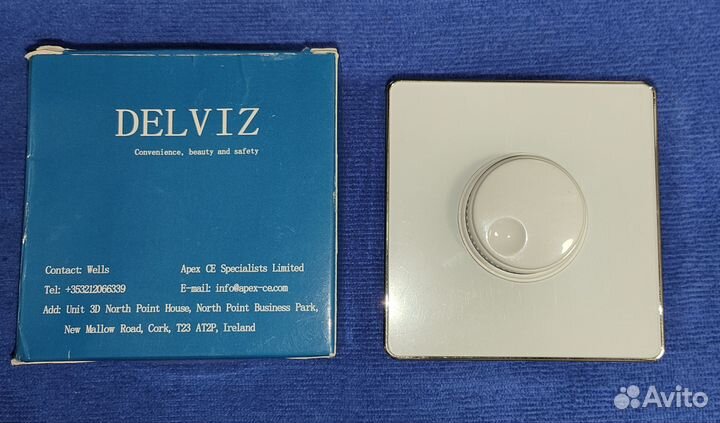 DELVIZ
Convenience, beauty and safety
Contact: Wells Apex CE Specialists Limited
Tel: +353212066339 E-mail: info@apex-ce.com
Add: Unit 3D North Point House, North Point Business Park,
New Mallow Road, Cork, T23 AT2P, Ireland
Avito